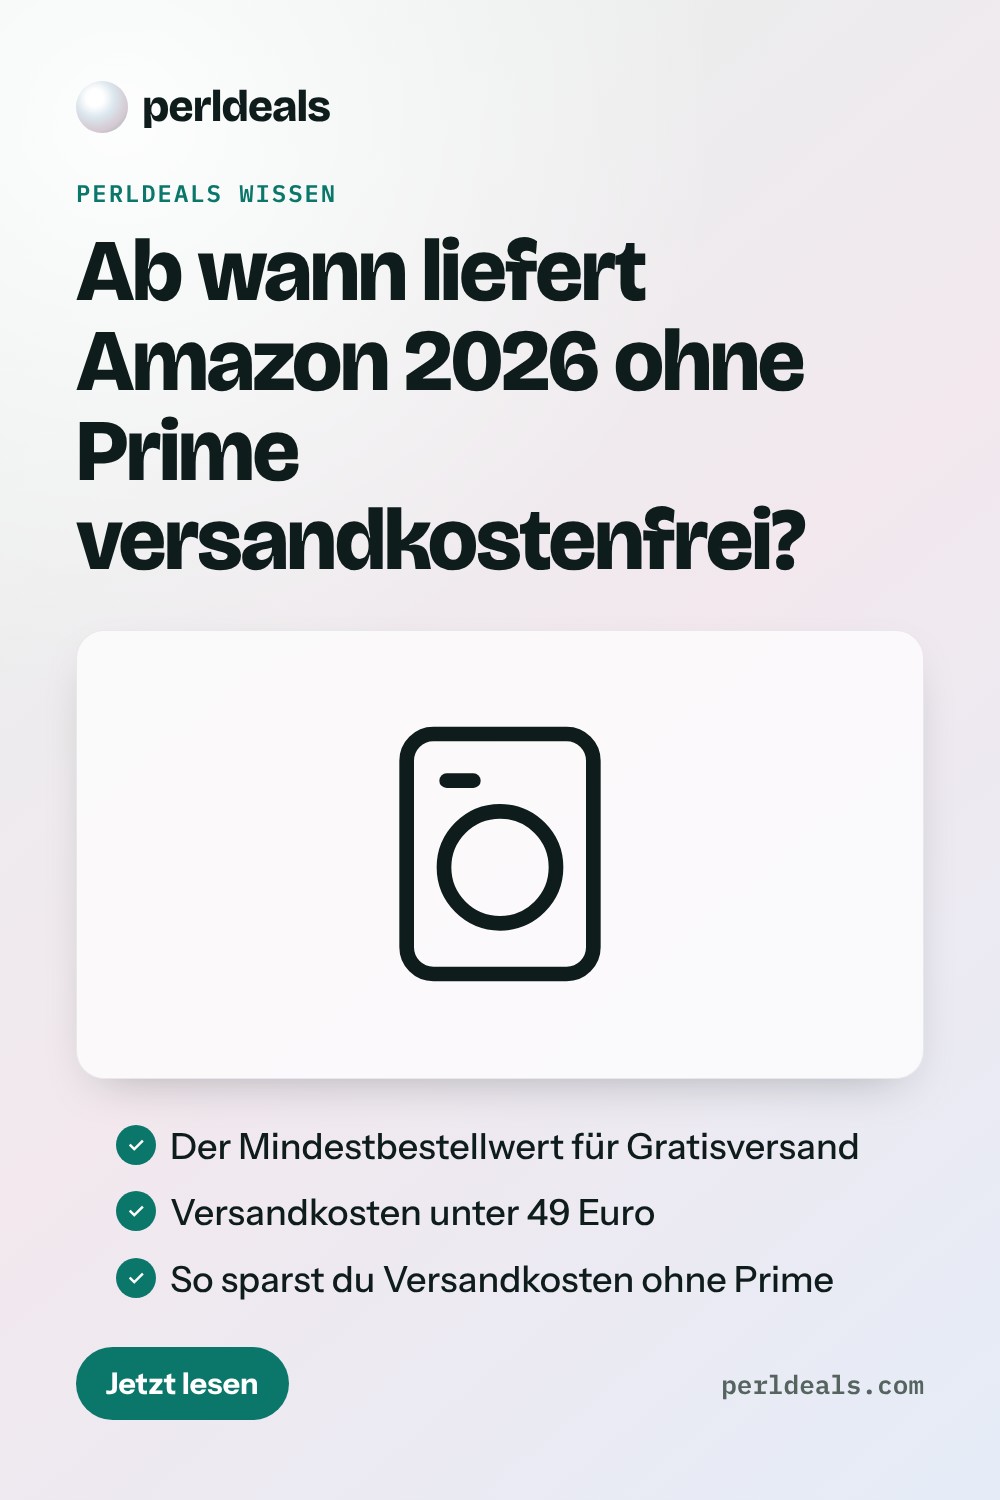 perldeals
PERLDEALS WISSEN
Ab wann liefert
Amazon 2026 ohne
Prime
versandkostenfrei?
Der Mindestbestellwert für Gratisversand
Versandkosten unter 49 Euro
So sparst du Versandkosten ohne Prime
Jetzt lesen
perldeals.com